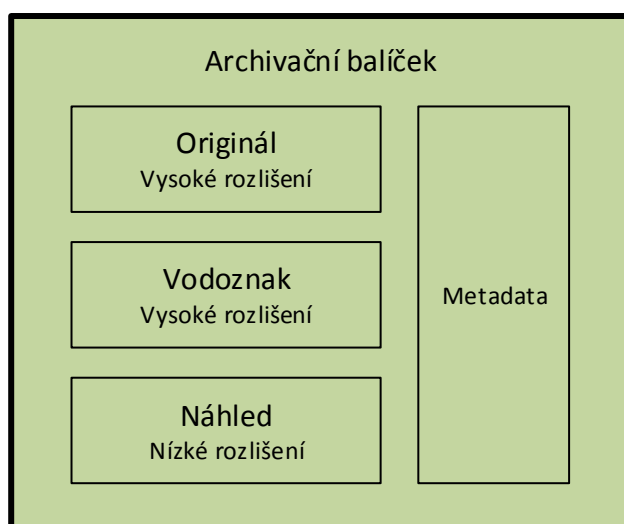 Archivační balíček
Originál
Vysoké rozlišení
Vodoznak
Vysoké rozlišení
Náhled
Nízké rozlišení
Metadata